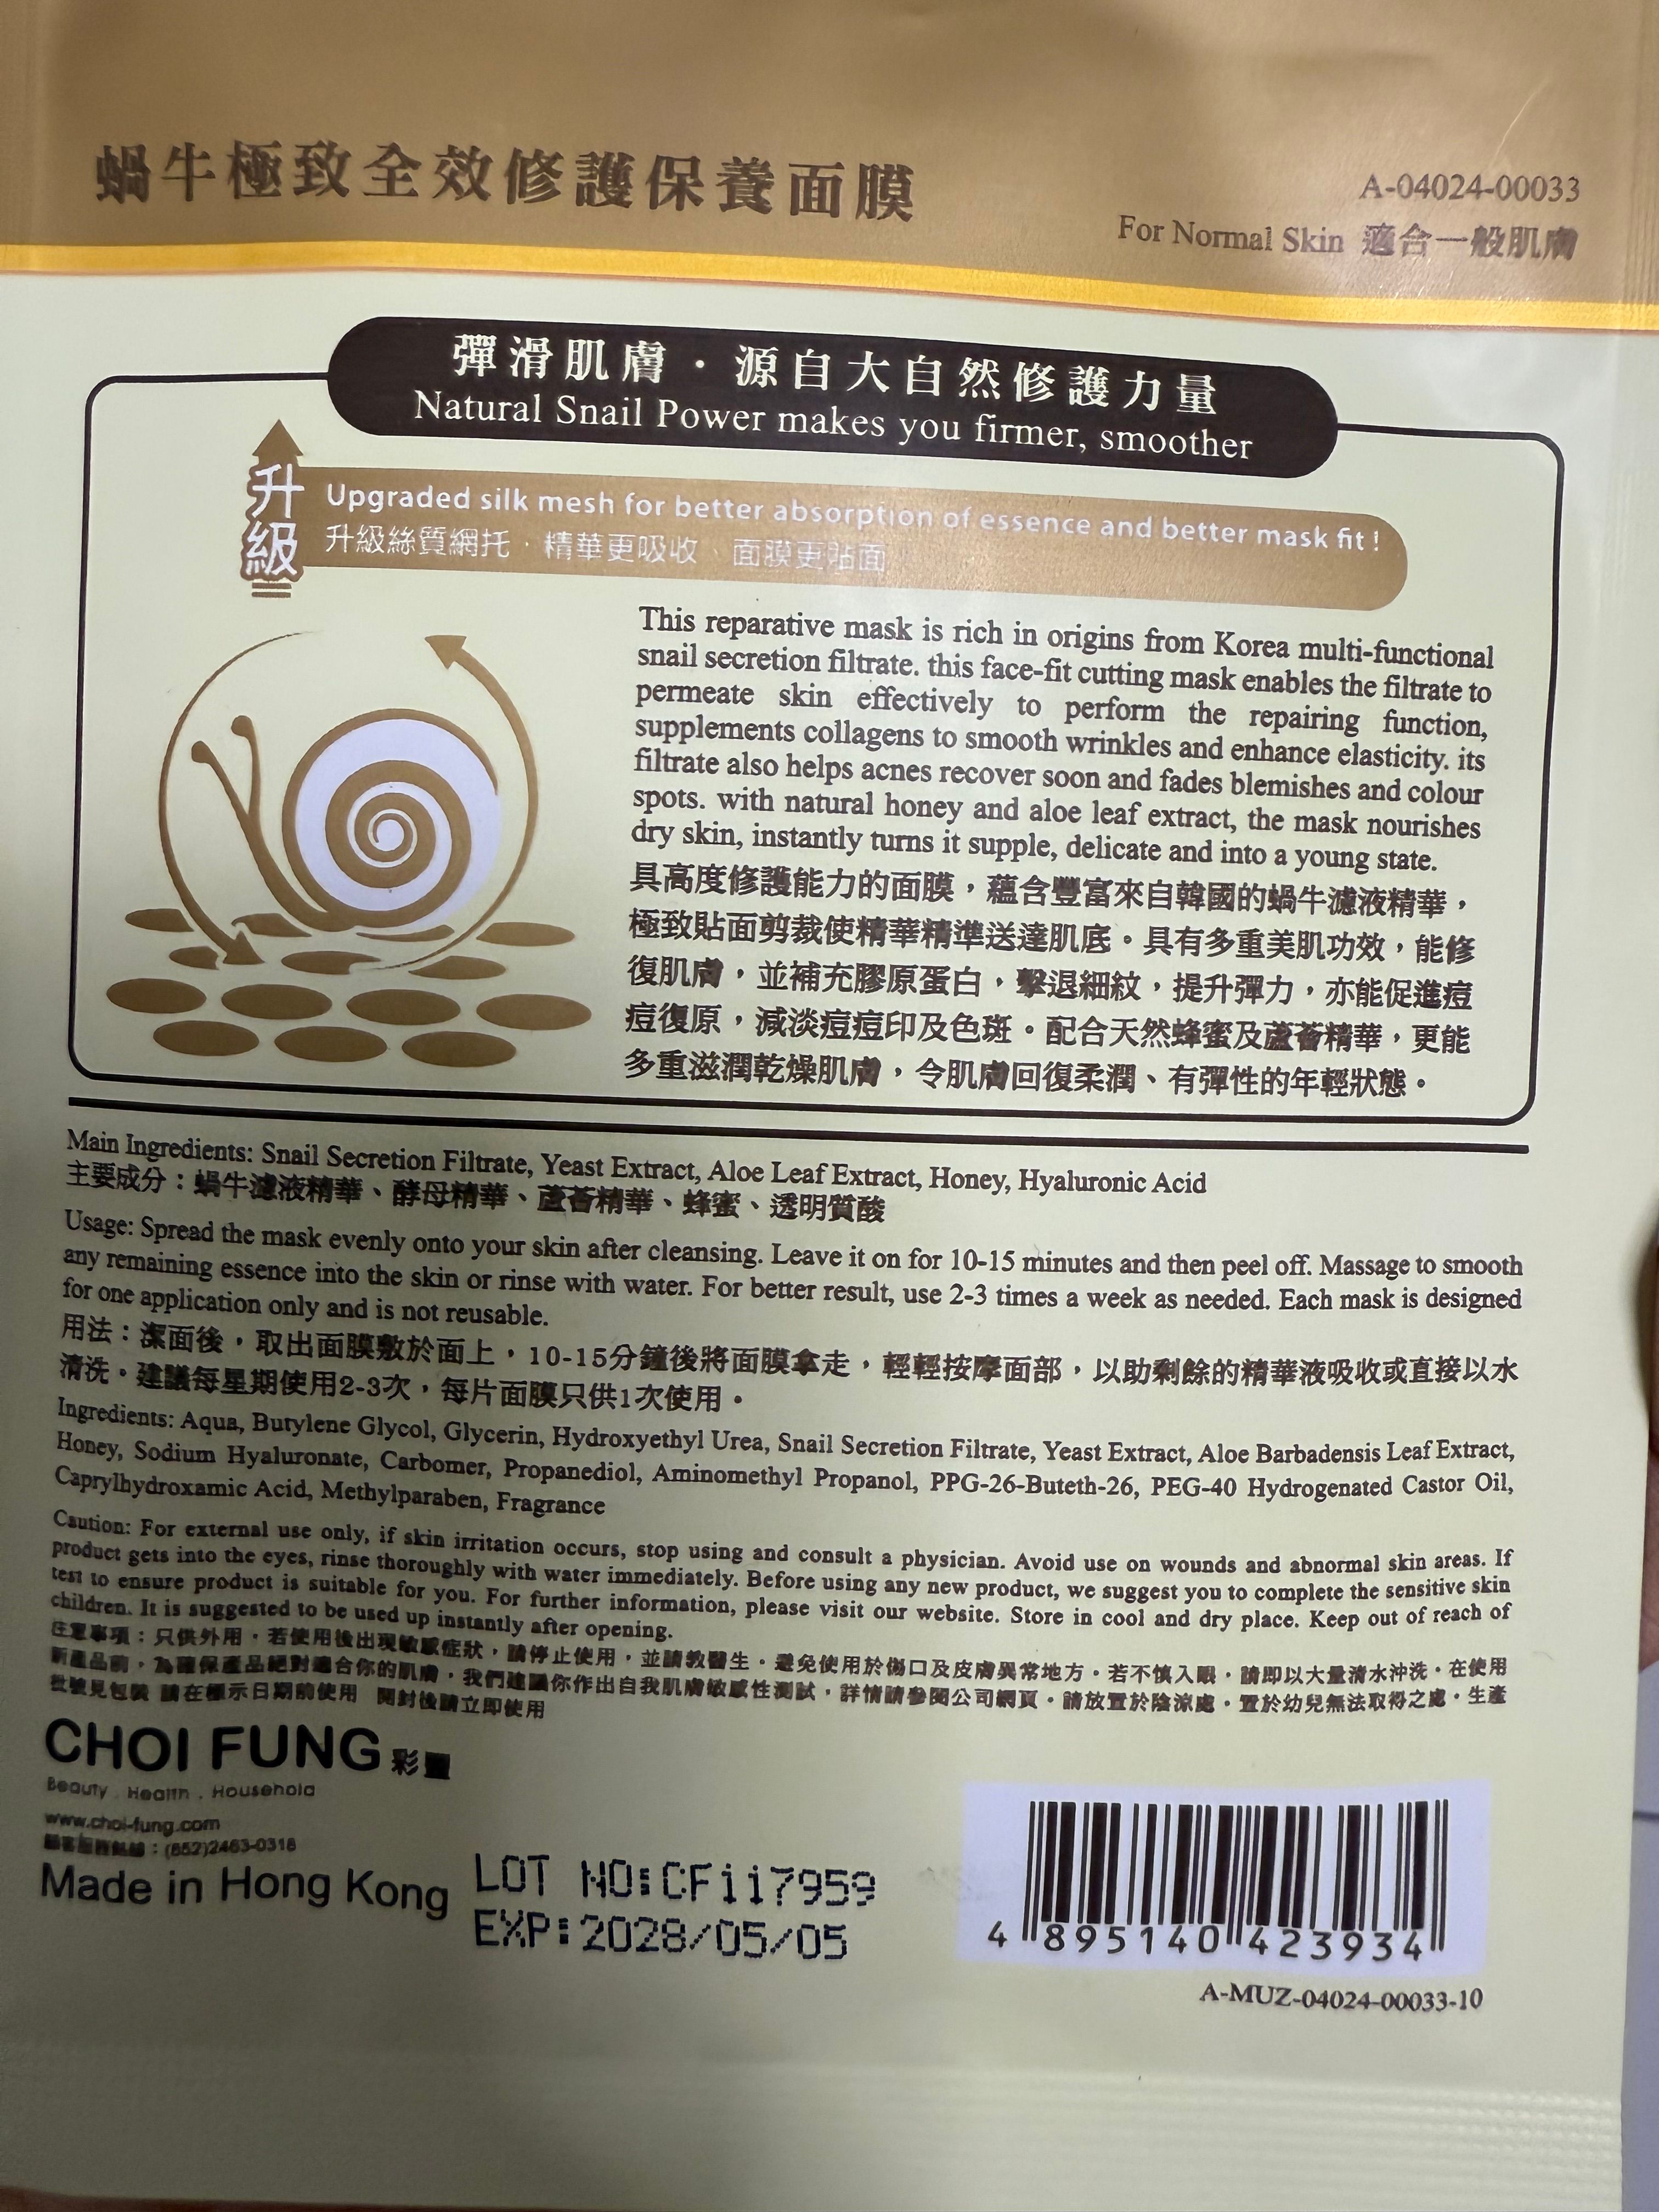 蝸牛極致全效修護保養面膜
A-04024-00033
For Normal Skin 適合一般肌膚
彈滑肌膚・源自大自然修護力量
Natural Snail Power makes you firmer, smoother
升級
Upgraded silk mesh for better absorption of essence and better mask fit !
升級絲質網托，精華更吸收、面膜更貼面
This reparative mask is rich in origins from Korea multi-functional
snail secretion filtrate. this face-fit cutting mask enables the filtrate to
permeate skin effectively to perform the repairing function,
supplements collagens to smooth wrinkles and enhance elasticity. its
filtrate also helps acnes recover soon and fades blemishes and colour
spots. with natural honey and aloe leaf extract, the mask nourishes
dry skin, instantly turns it supple, delicate and into a young state.
具高度修護能力的面膜，蘊含豐富來自韓國的蝸牛濾液精華，
極致貼面剪裁使精華精準送達肌底。具有多重美肌功效，能修
復肌膚，並補充膠原蛋白，擊退細紋，提升彈力，亦能促進痘
痘復原，減淡痘痘印及色斑。配合天然蜂蜜及蘆薈精華，更能
多重滋潤乾燥肌膚，令肌膚回復柔潤、有彈性的年輕狀態。
Main Ingredients: Snail Secretion Filtrate, Yeast Extract, Aloe Leaf Extract, Honey, Hyaluronic Acid
主要成分：蝸牛濾液精華、酵母精華、蘆薈精華、蜂蜜、透明質酸
Usage: Spread the mask evenly onto your skin after cleansing. Leave it on for 10-15 minutes and then peel off. Massage to smooth
any remaining essence into the skin or rinse with water. For better result, use 2-3 times a week as needed. Each mask is designed
for one application only and is not reusable.
用法：潔面後，取出面膜敷於面上，10-15分鐘後將面膜拿走，輕輕按摩面部，以助剩餘的精華液吸收或直接以水
清洗。建議每星期使用2-3次，每片面膜只供1次使用。
Ingredients: Aqua, Butylene Glycol, Glycerin, Hydroxyethyl Urea, Snail Secretion Filtrate, Yeast Extract, Aloe Barbadensis Leaf Extract,
Honey, Sodium Hyaluronate, Carbomer, Propanediol, Aminomethyl Propanol, PPG-26-Buteth-26, PEG-40 Hydrogenated Castor Oil,
Caprylhydroxamic Acid, Methylparaben, Fragrance
Caution: For external use only, if skin irritation occurs, stop using and consult a physician. Avoid use on wounds and abnormal skin areas. If
product gets into the eyes, rinse thoroughly with water immediately. Before using any new product, we suggest you to complete the sensitive skin
test to ensure product is suitable for you. For further information, please visit our website. Store in cool and dry place. Keep out of reach of
children. It is suggested to be used up instantly after opening.
注意事項：只供外用。若使用後出現敏感症狀，請停止使用，並請教醫生。避免使用於傷口及皮膚異常地方。若不慎入眼，請即以大量清水沖洗。在使用
新產品前，為確保產品絕對適合你的肌膚，我們建議你作出自我肌膚敏感性測試，詳情請參閱公司網頁。請放置於陰涼處。置於幼兒無法取得之處。生產
批號見包裝 請在標示日期前使用 開封後請立即使用
CHOI FUNG 彩豐
Beauty . Health . Household
www.choi-fung.com
顧客服務熱線：(852)2463-0318
Made in Hong Kong
LOT NO:CF117959
EXP:2028/05/05
4 895140 423934
A-MUZ-04024-00033-10